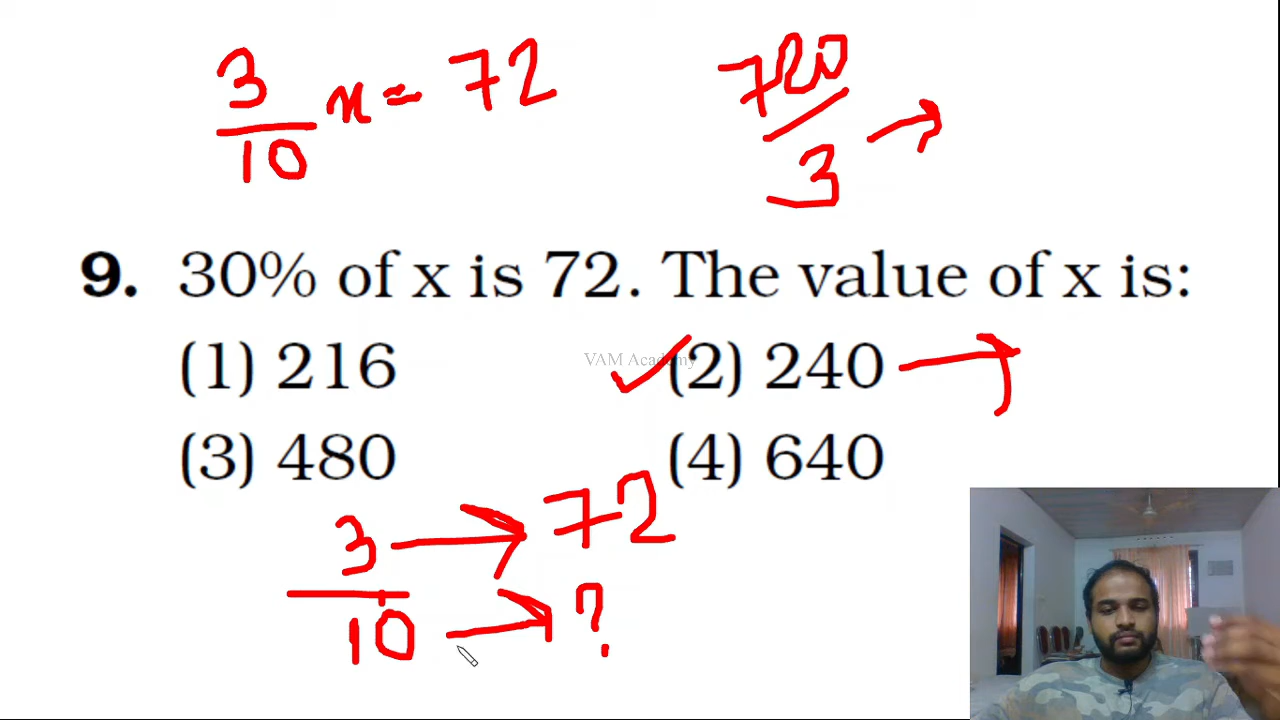 3/10 x = 72
720/3 →
9. 30% of x is 72. The value of x is:
(1) 216 (2) 240
VAM Academy
(3) 480 (4) 640
3 → 72
10 → ?